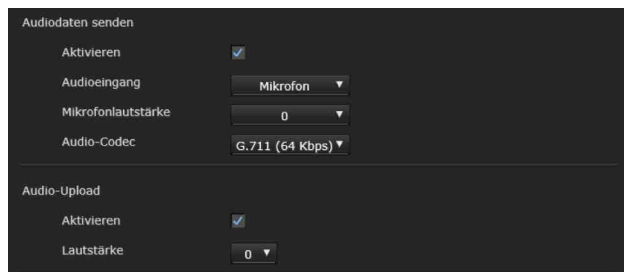 Audiodaten senden
Aktivieren
Audioeingang Mikrofon
Mikrofonlautstärke 0
Audio-Codec G.711 (64 Kbps)
Audio-Upload
Aktivieren
Lautstärke 0